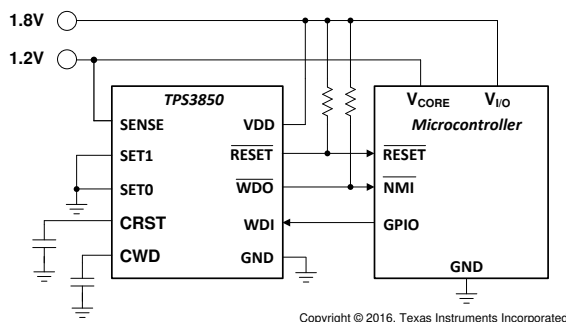 1.8V
1.2V
TPS3850
SENSE
SET1
SET0
CRST
CWD
VDD
RESET
WDO
WDI
GND
VCORE
VI/O
Microcontroller
RESET
NMI
GPIO
GND
Copyright © 2016, Texas Instruments Incorporated